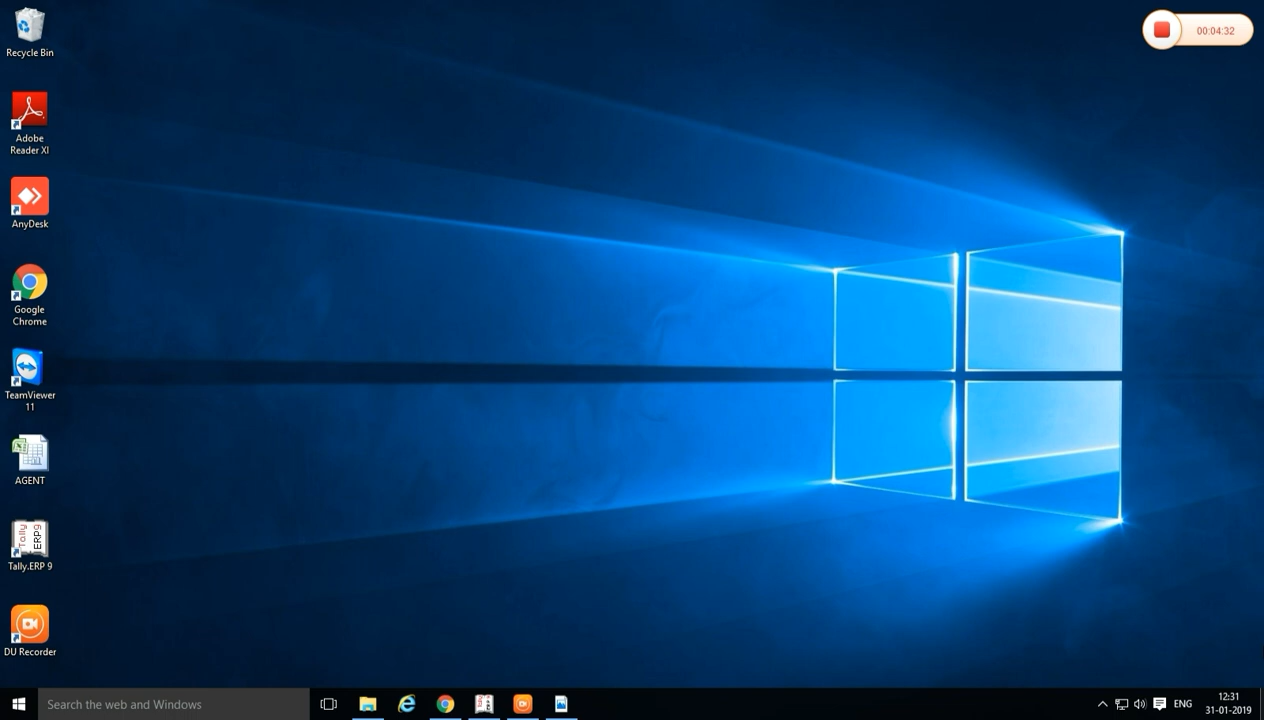 Recycle Bin
00:04:32
Adobe
Reader XI
AnyDesk
Google
Chrome
TeamViewer
11
AGENT
Tally
ERP9
Tally.ERP 9
DU Recorder
Search the web and Windows
ENG
12:31
31-01-2019